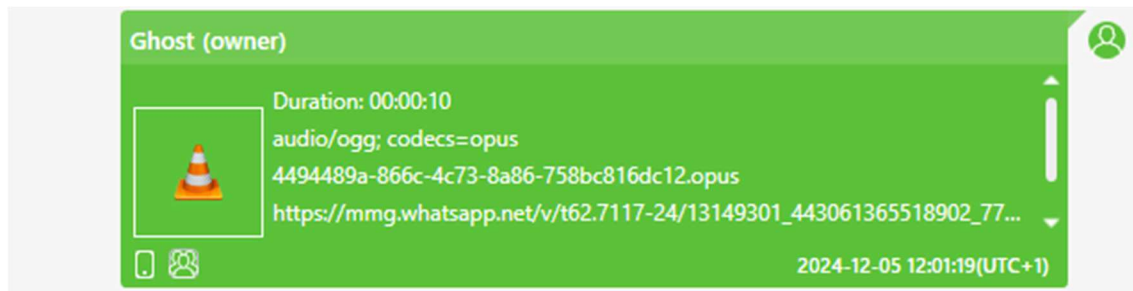 Ghost (owner)
Duration: 00:00:10
audio/ogg; codecs=opus
4494489a-866c-4c73-8a86-758bc816dc12.opus
https://mmg.whatsapp.net/v/t62.7117-24/13149301_443061365518902_77...
2024-12-05 12:01:19(UTC+1)